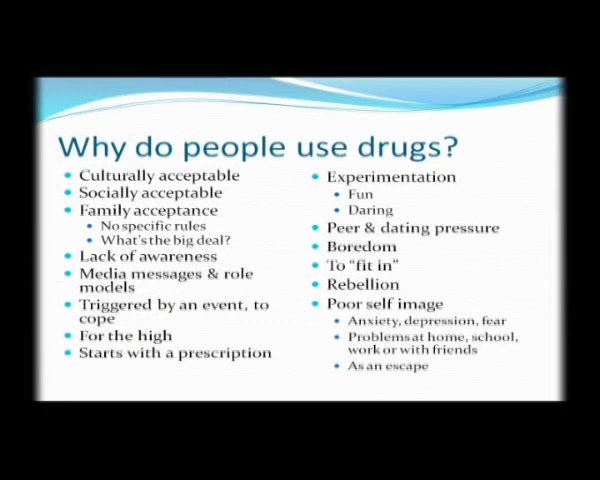 Why do people use drugs?
Culturally acceptable
Socially acceptable
Family acceptance
No specific rules
What's the big deal?
Lack of awareness
Media messages & role
models
Triggered by an event, to
cope
For the high
Starts with a prescription
Experimentation
Fun
Daring
Peer & dating pressure
Boredom
To "fit in"
Rebellion
Poor self image
Anxiety, depression, fear
Problems at home, school,
work or with friends
As an escape